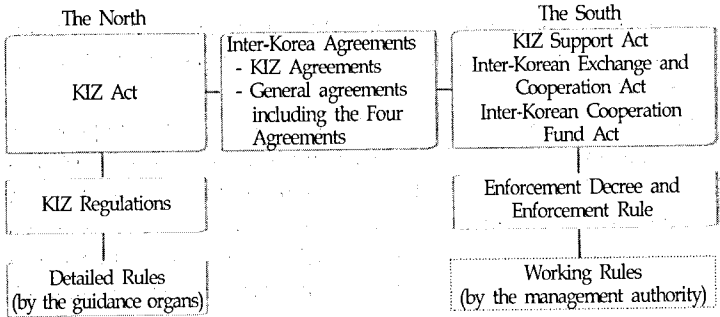 The North
The South
KIZ Act
Inter-Korea Agreements
- KIZ Agreements
- General agreements
including the Four
Agreements
KIZ Support Act
Inter-Korean Exchange and
Cooperation Act
Inter-Korean Cooperation
Fund Act
KIZ Regulations
Enforcement Decree and
Enforcement Rule
Detailed Rules
(by the guidance organs)
Working Rules
(by the management authority)